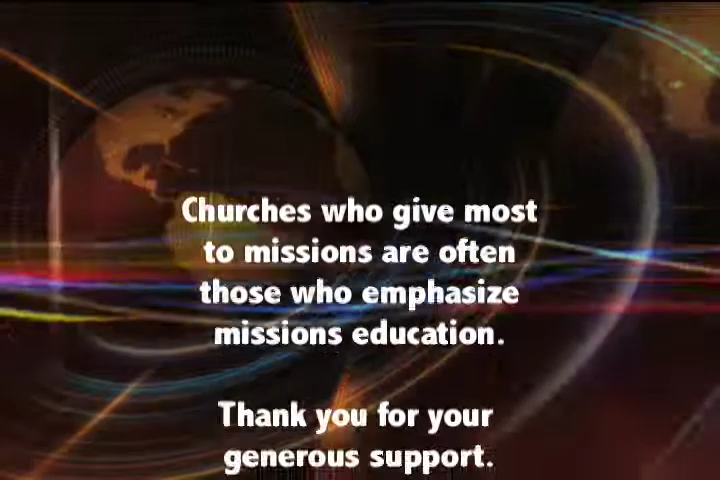 Churches who give most
to missions are often
those who emphasize
missions education.
Thank you for your
generous support.